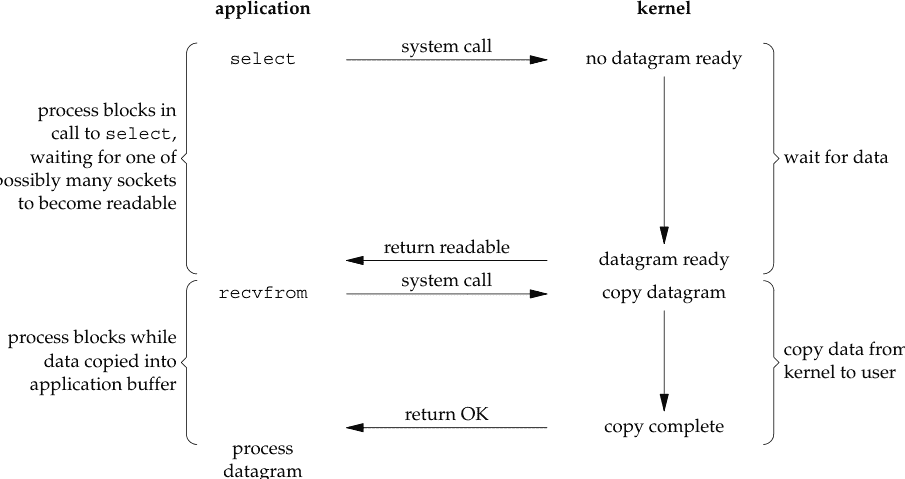 application
kernel
select
system call
no datagram ready
process blocks in
call to select,
waiting for one of
possibly many sockets
to become readable
wait for data
return readable
datagram ready
recvfrom
system call
copy datagram
process blocks while
data copied into
application buffer
copy data from
kernel to user
return OK
copy complete
process
datagram